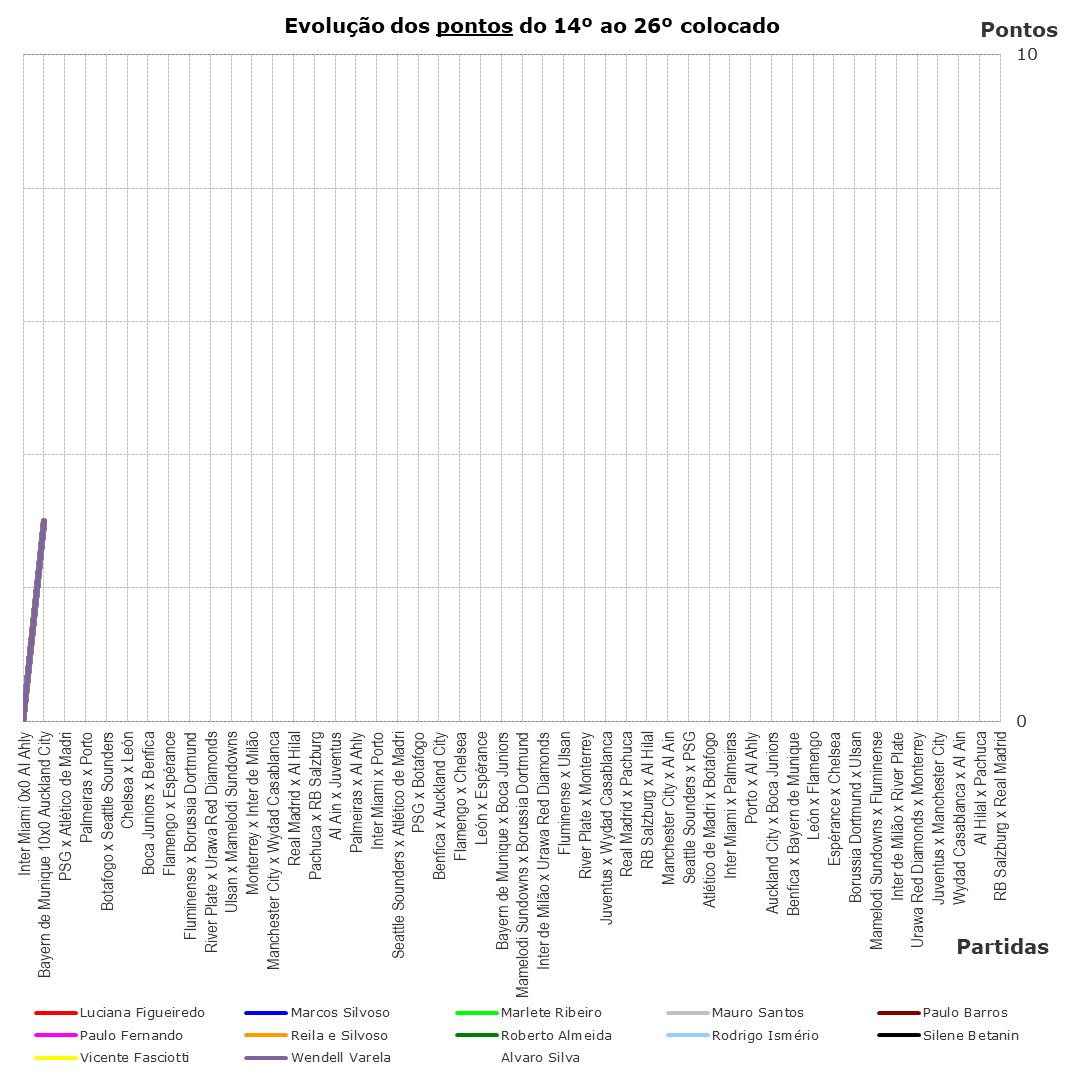 Evolução dos pontos do 14º ao 26º colocado
Pontos
10
0
Inter Miami 0x0 Al Ahly
Bayern de Munique 10x0 Auckland City
PSG x Atlético de Madri
Palmeiras x Porto
Botafogo x Seattle Sounders
Chelsea x León
Boca Juniors x Benfica
Flamengo x Espérance
Fluminense x Borussia Dortmund
River Plate x Urawa Red Diamonds
Ulsan x Mamelodi Sundowns
Monterrey x Inter de Milão
Manchester City x Wydad Casablanca
Real Madrid x Al Hilal
Pachuca x RB Salzburg
Al Ain x Juventus
Palmeiras x Al Ahly
Inter Miami x Porto
Seattle Sounders x Atlético de Madri
PSG x Botafogo
Benfica x Auckland City
Flamengo x Chelsea
León x Espérance
Bayern de Munique x Boca Juniors
Mamelodi Sundowns x Borussia Dortmund
Inter de Milão x Urawa Red Diamonds
Fluminense x Ulsan
River Plate x Monterrey
Juventus x Wydad Casablanca
Real Madrid x Pachuca
RB Salzburg x Al Hilal
Manchester City x Al Ain
Seattle Sounders x PSG
Atlético de Madri x Botafogo
Inter Miami x Palmeiras
Porto x Al Ahly
Auckland City x Boca Juniors
Benfica x Bayern de Munique
León x Flamengo
Espérance x Chelsea
Borussia Dortmund x Ulsan
Mamelodi Sundowns x Fluminense
Inter de Milão x River Plate
Urawa Red Diamonds x Monterrey
Juventus x Manchester City
Wydad Casablanca x Al Ain
Al Hilal x Pachuca
RB Salzburg x Real Madrid
Partidas
Luciana Figueiredo Marcos Silvoso Marlete Ribeiro Mauro Santos Paulo Barros
Paulo Fernando Reila e Silvoso Roberto Almeida Rodrigo Ismério Silene Betanin
Vicente Fasciotti Wendell Varela Alvaro Silva